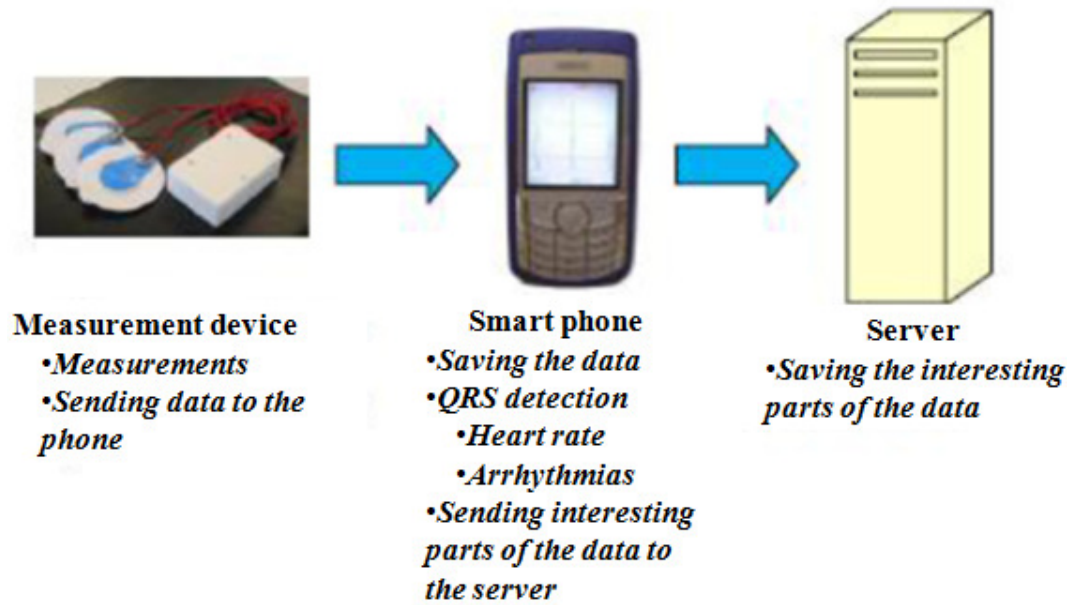 Measurement device
•Measurements
•Sending data to the
phone
Smart phone
•Saving the data
•QRS detection
•Heart rate
•Arrhythmias
•Sending interesting
parts of the data to
the server
Server
•Saving the interesting
parts of the data